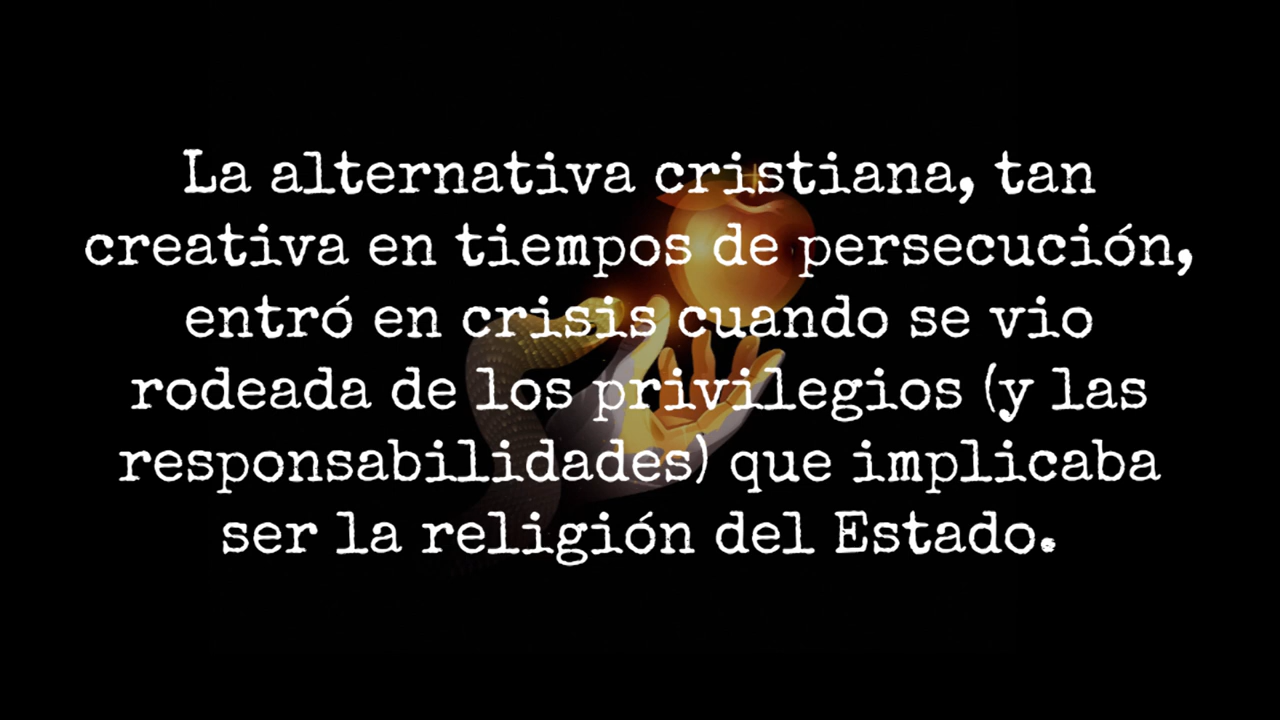 La alternativa cristiana, tan
creativa en tiempos de persecución,
entró en crisis cuando se vio
rodeada de los privilegios (y las
responsabilidades) que implicaba
ser la religión del Estado.